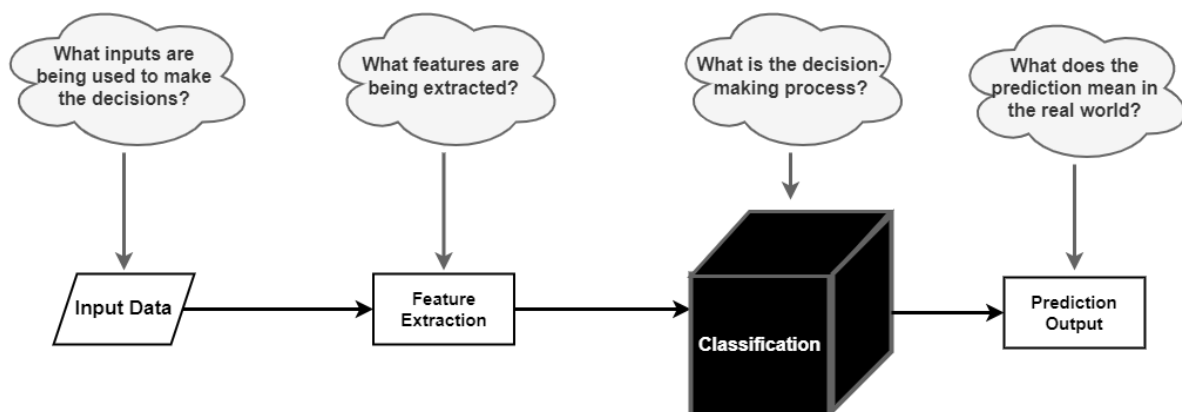 What inputs are
being used to make
the decisions?
What features are
being extracted?
What is the decision-
making process?
What does the
prediction mean in
the real world?
Input Data
Feature
Extraction
Classification
Prediction
Output